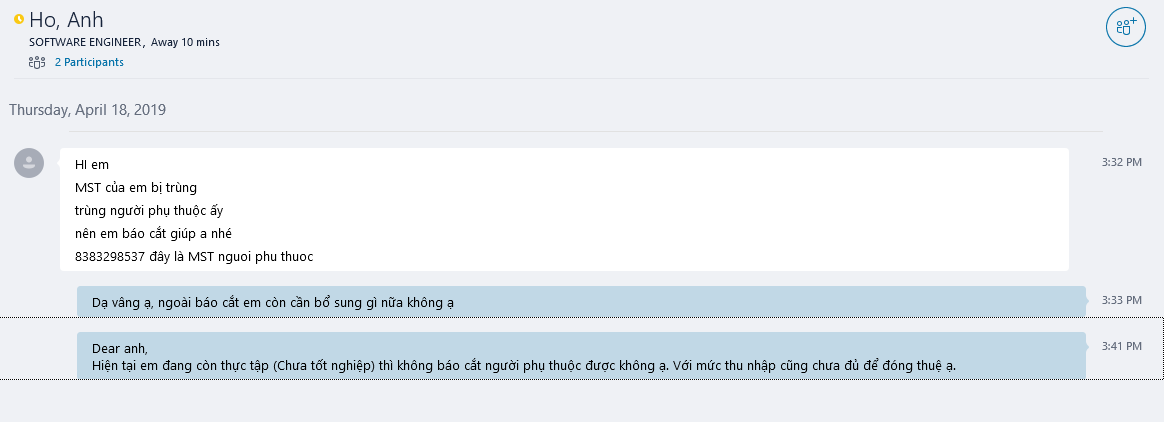 Ho, Anh
SOFTWARE ENGINEER, Away 10 mins
2 Participants
Thursday, April 18, 2019
HI em
3:32 PM
MST của em bị trùng
trùng người phụ thuộc ấy
nên em báo cắt giúp a nhé
8383298537 đây là MST nguoi phu thuoc
Dạ vâng ạ, ngoài báo cắt em còn cần bổ sung gì nữa không ạ
3:33 PM
Dear anh,
3:41 PM
Hiện tại em đang còn thực tập (Chưa tốt nghiệp) thì không báo cắt người phụ thuộc được không ạ. Với mức thu nhập cũng chưa đủ để đóng thuệ ạ.